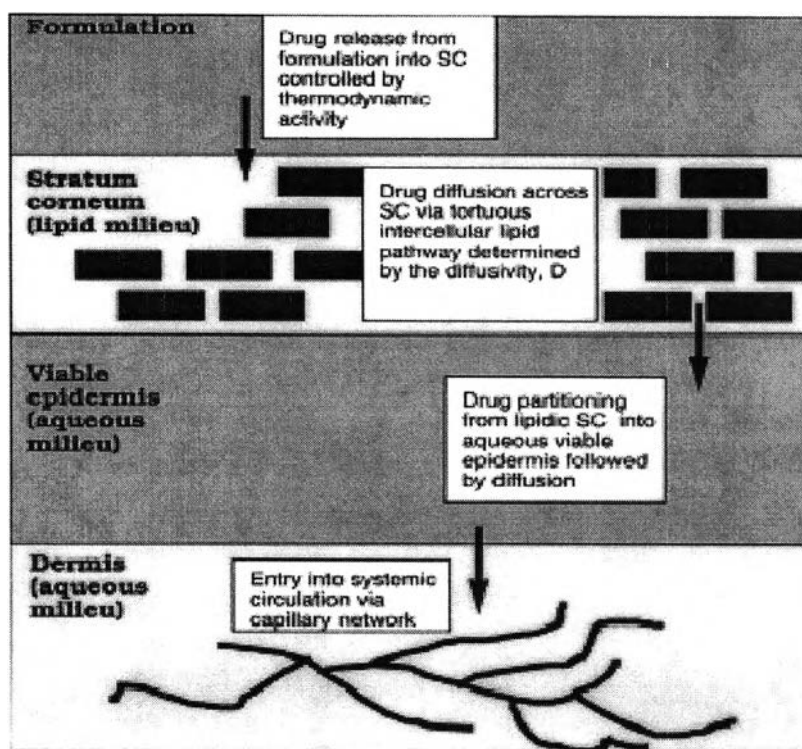 Formulation
Drug release from
formulation into SC
controlled by
thermodynamic
activity
Stratum
corneum
(lipid milieu)
Drug diffusion across
SC via tortuous
intercellular lipid
pathway determined
by the diffusivity, D
Viable
epidermis
(aqueous
milieu)
Drug partitioning
from lipidic SC into
aqueous viable
epidermis followed
by diffusion
Dermis
(aqueous
milieu)
Entry into systemic
circulation via
capillary network